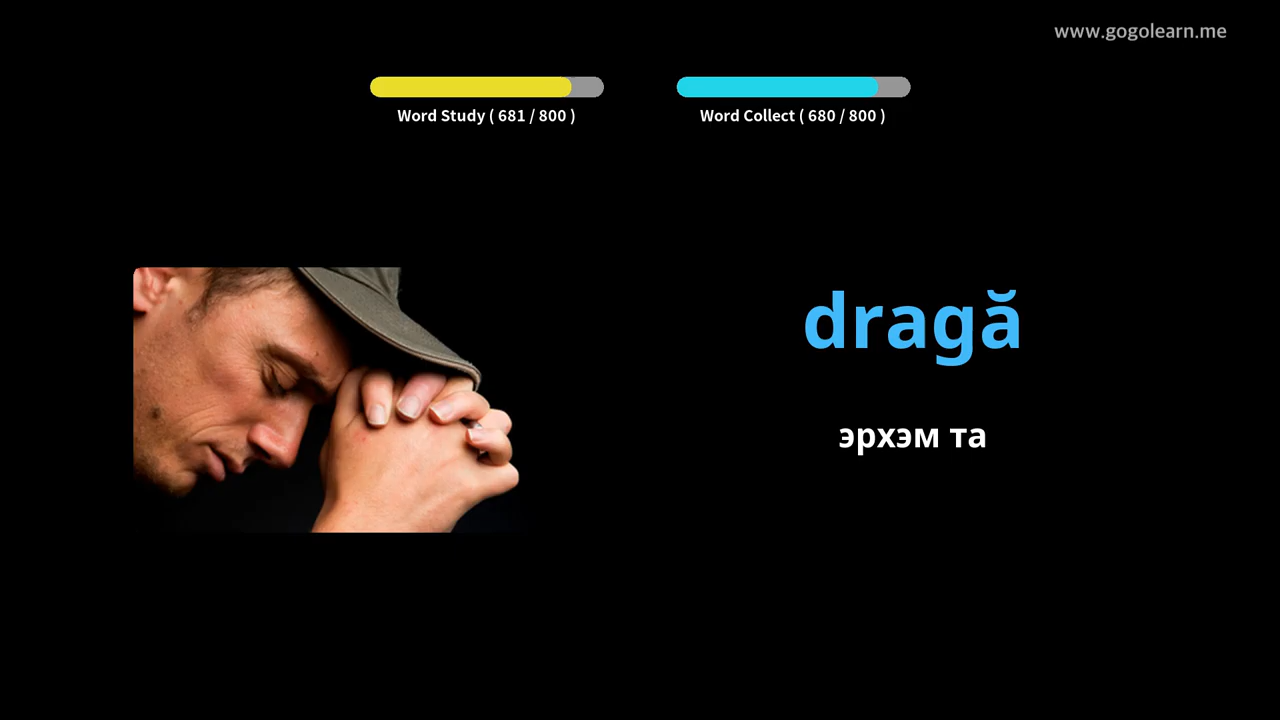 www.gogolearn.me
Word Study ( 681 / 800 )
Word Collect ( 680 / 800 )
dragă
эрхэм та